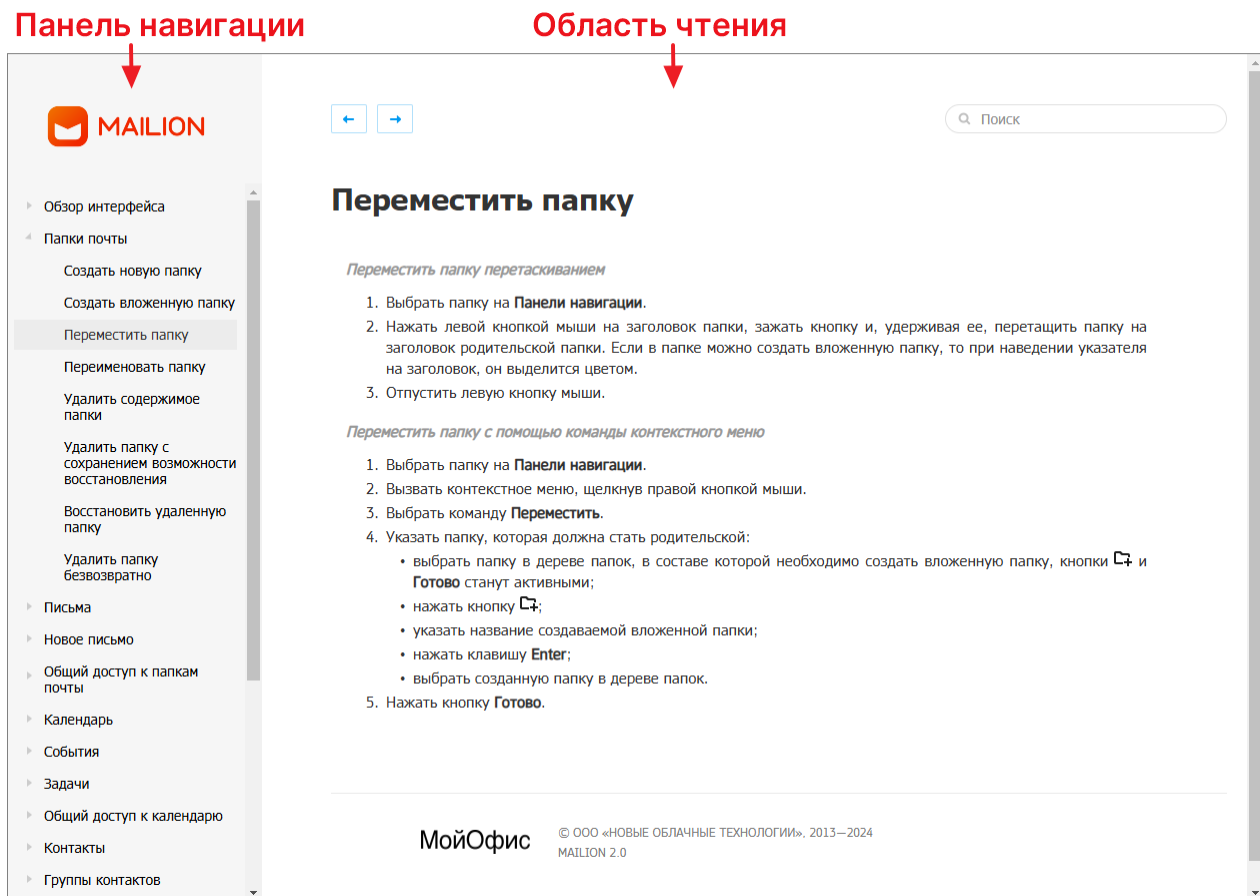 Панель навигации
Область чтения
MAILION
Обзор интерфейса
Папки почты
Создать новую папку
Создать вложенную папку
Переместить папку
Переименовать папку
Удалить содержимое
папки
Удалить папку с
сохранением возможности
восстановления
Восстановить удаленную
папку
Удалить папку
безвозвратно
Письма
Новое письмо
Общий доступ к папкам
почты
Календарь
События
Задачи
Общий доступ к календарю
Контакты
Группы контактов
Поиск
Переместить папку
Переместить папку перетаскиванием
1. Выбрать папку на Панели навигации.
2. Нажать левой кнопкой мыши на заголовок папки, зажать кнопку и, удерживая ее, перетащить папку на
заголовок родительской папки. Если в папке можно создать вложенную папку, то при наведении указателя
на заголовок, он выделится цветом.
3. Отпустить левую кнопку мыши.
Переместить папку с помощью команды контекстного меню
1. Выбрать папку на Панели навигации.
2. Вызвать контекстное меню, щелкнув правой кнопкой мыши.
3. Выбрать команду Переместить.
4. Указать папку, которая должна стать родительской:
• выбрать папку в дереве папок, в составе которой необходимо создать вложенную папку, кнопки и
Готово станут активными;
• нажать кнопку ;
• указать название создаваемой вложенной папки;
• нажать клавишу Enter;
• выбрать созданную папку в дереве папок.
5. Нажать кнопку Готово.
МойОфис
© ООО «НОВЫЕ ОБЛАЧНЫЕ ТЕХНОЛОГИИ», 2013—2024
MAILION 2.0